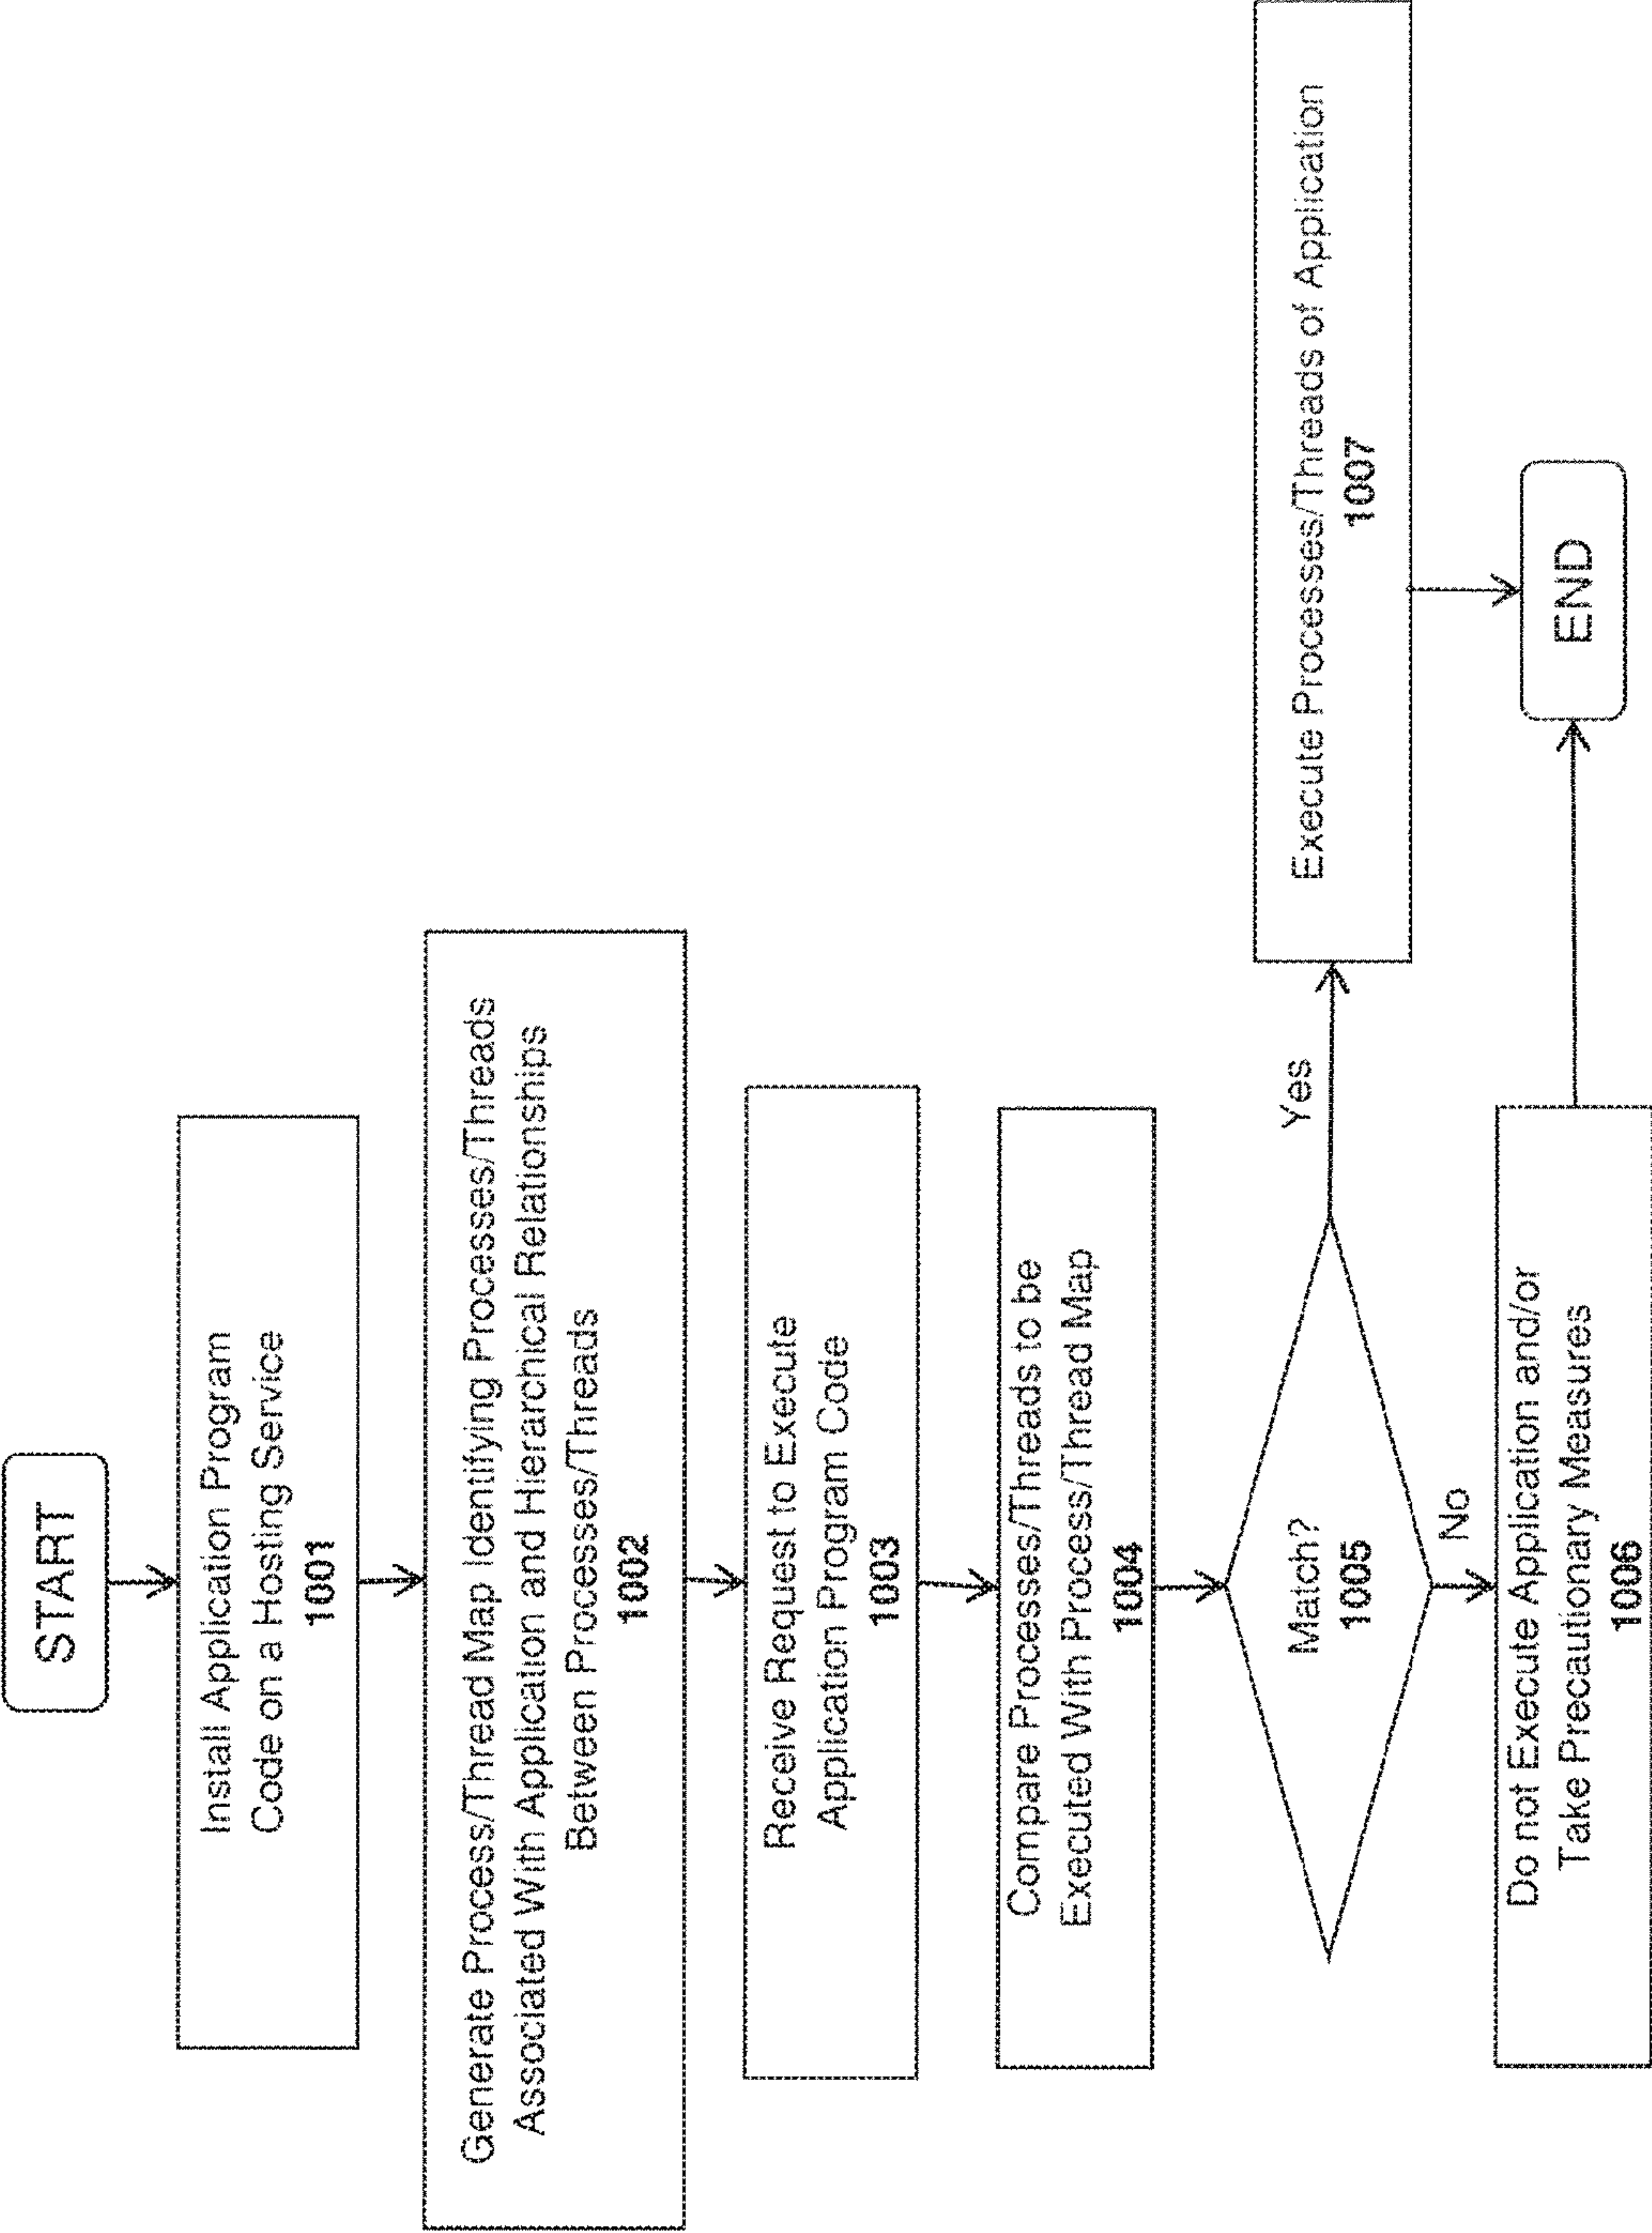 START
Install Application Program
Code on a Hosting Service
1001
Generate Process/Thread Map Identifying Processes/Threads
Associated With Application and Hierarchical Relationships
Between Processes/Threads
1002
Receive Request to Execute
Application Program Code
1003
Compare Processes/Threads to be
Executed With Process/Thread Map
1004
Match?
1005
Yes
No
Do not Execute Application and/or
Take Precautionary Measures
1006
Execute Processes/Threads of Application
1007
END